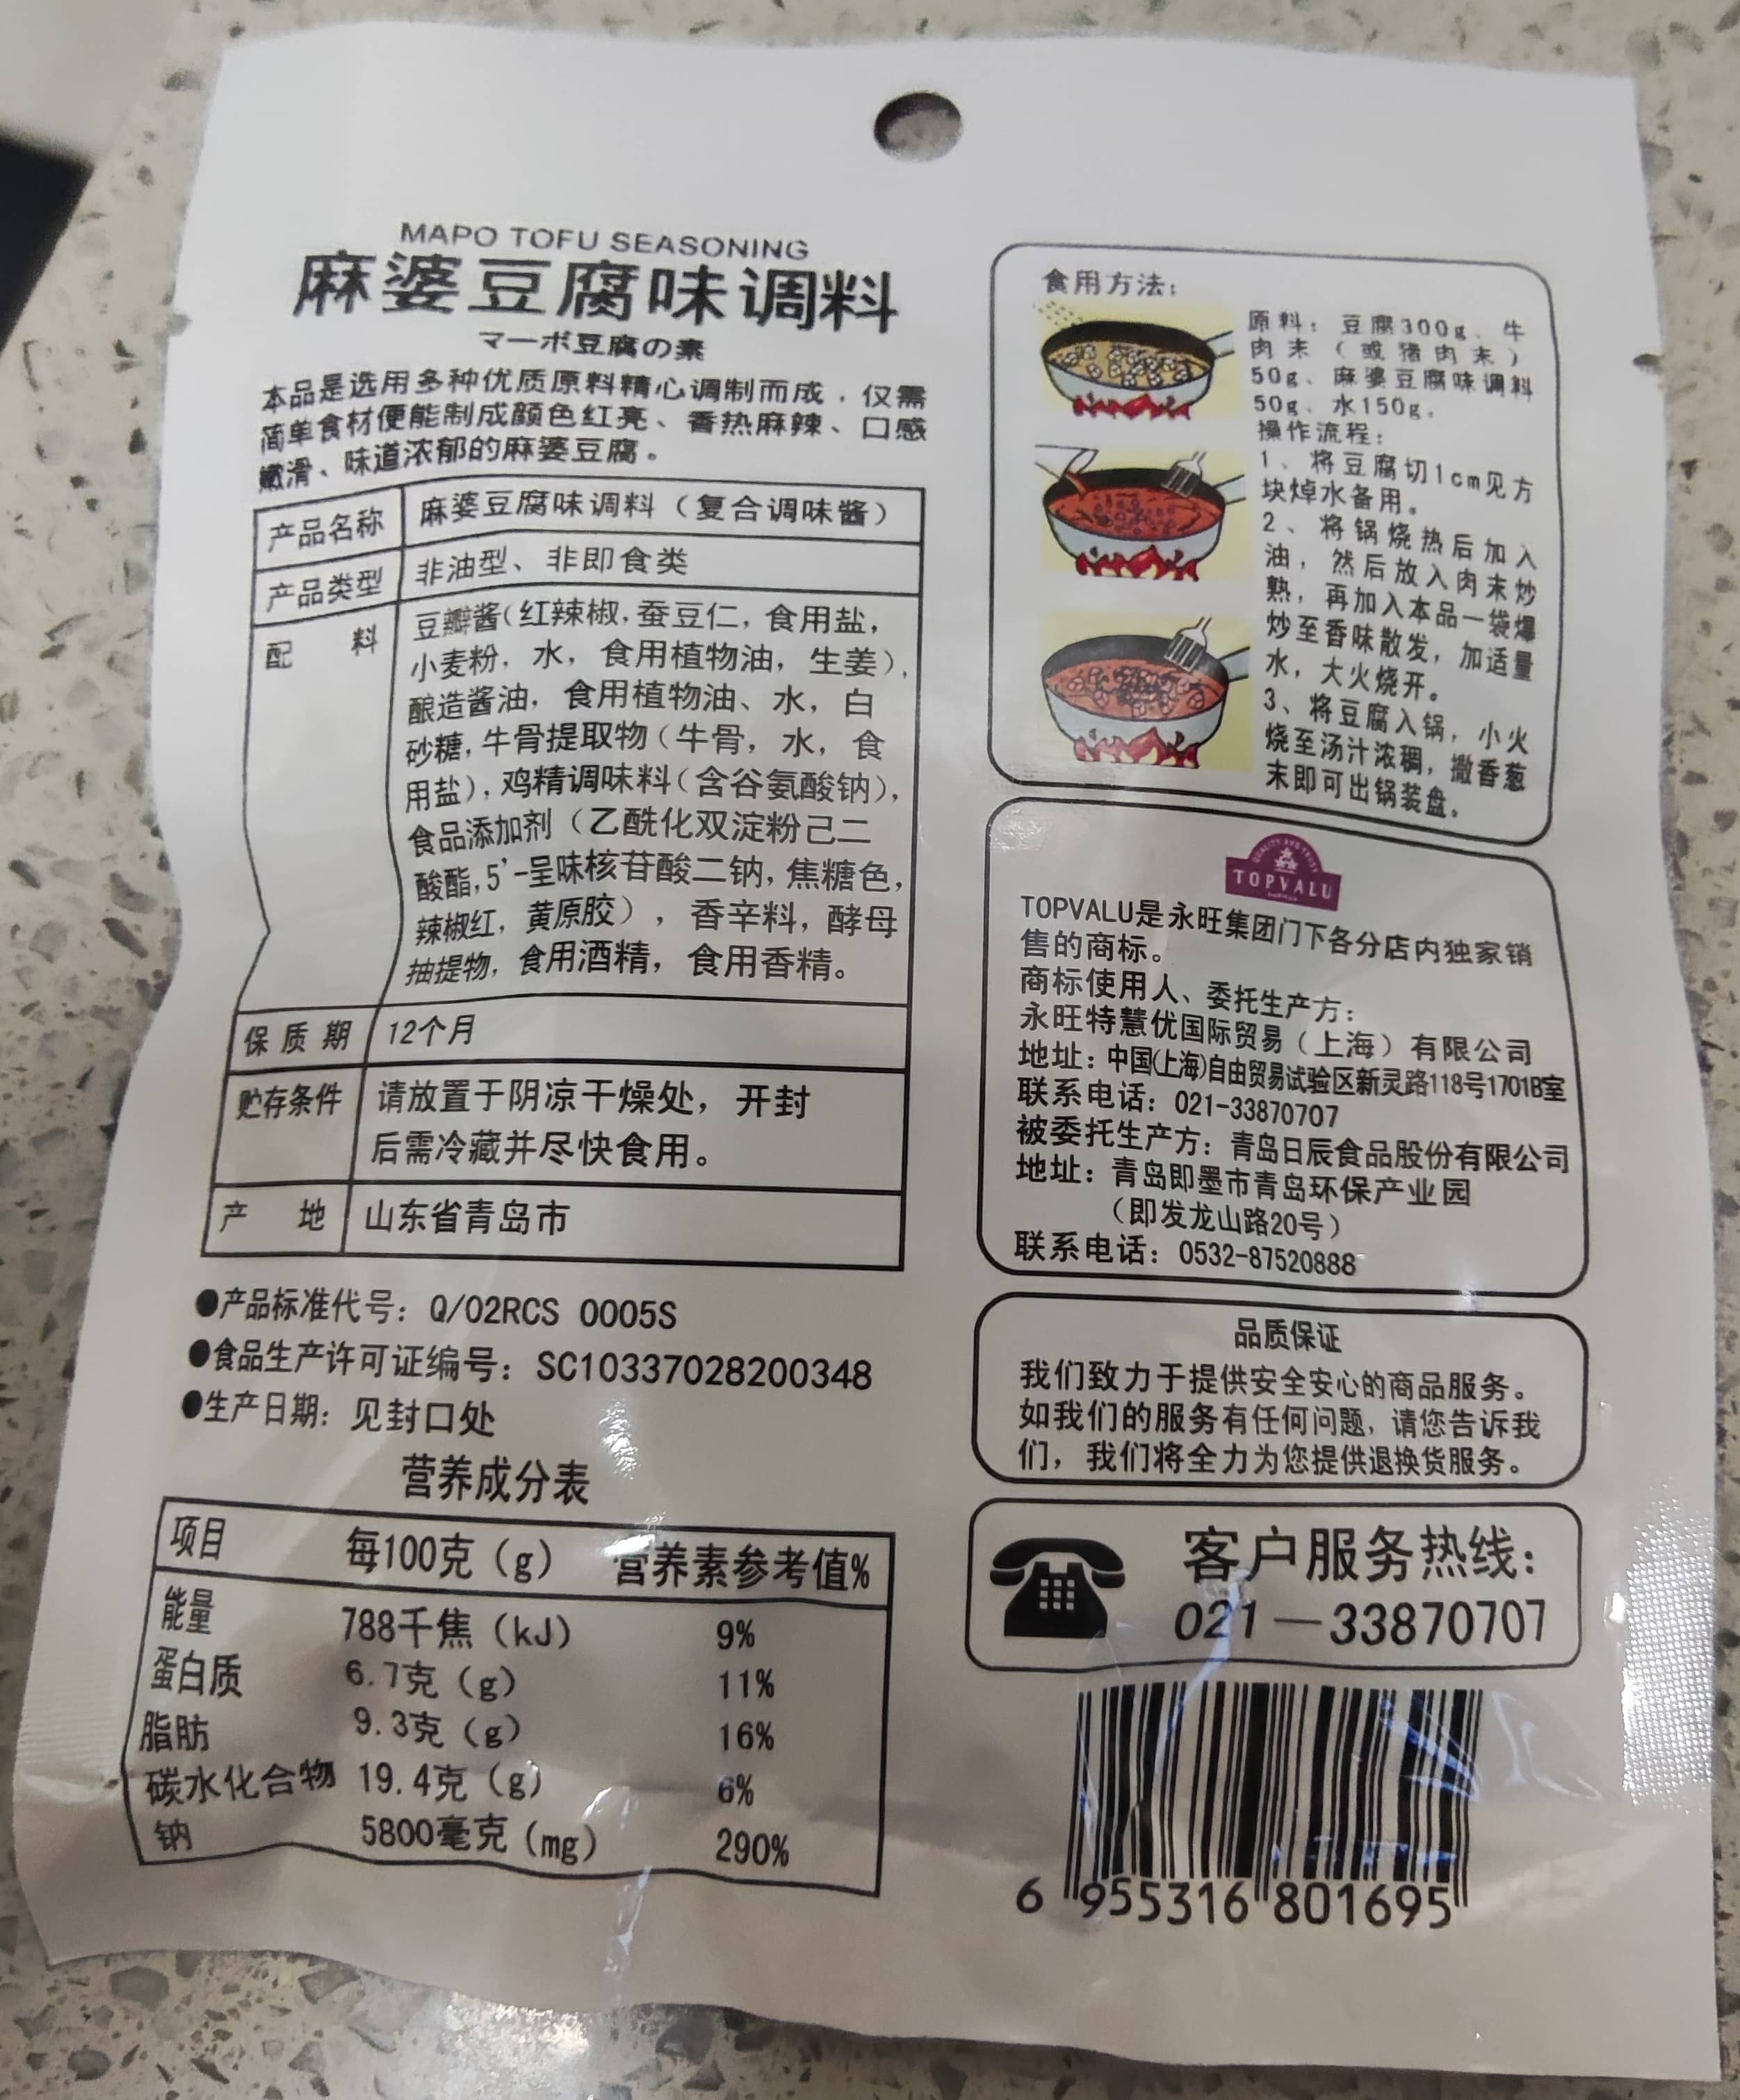 MAPO TOFU SEASONING
麻婆豆腐味调料
マーボ豆腐の素
本品是选用多种优质原料精心调制而成，仅需
简单食材便能制成颜色红亮、香热麻辣、口感
嫩滑、味道浓郁的麻婆豆腐。
产品名称 麻婆豆腐味调料（复合调味酱）
产品类型 非油型、非即食类
配 料 豆瓣酱(红辣椒,蚕豆仁,食用盐,
小麦粉,水,食用植物油,生姜),
酿造酱油,食用植物油、水,白
砂糖,牛骨提取物(牛骨,水,食
用盐),鸡精调味料(含谷氨酸钠),
食品添加剂（乙酰化双淀粉己二
酸酯,5'-呈味核苷酸二钠,焦糖色,
辣椒红,黄原胶）,香辛料,酵母
抽提物,食用酒精,食用香精。
保质期 12个月
贮存条件 请放置于阴凉干燥处，开封
后需冷藏并尽快食用。
产 地 山东省青岛市
●产品标准代号：Q/02RCS 0005S
●食品生产许可证编号：SC10337028200348
●生产日期：见封口处
营养成分表
项目 每100克（g） 营养素参考值%
能量 788千焦（kJ） 9%
蛋白质 6.7克（g） 11%
脂肪 9.3克（g） 16%
碳水化合物 19.4克（g） 6%
钠 5800毫克（mg） 290%
食用方法：
原料：豆腐300g、牛
肉末（或猪肉末）
50g、麻婆豆腐味调料
50g、水150g。
操作流程：
1、将豆腐切1cm见方
块焯水备用。
2、将锅烧热后加入
油，然后放入肉末炒
熟，再加入本品一袋爆
炒至香味散发，加适量
水，大火烧开。
3、将豆腐入锅，小火
烧至汤汁浓稠，撒香葱
末即可出锅装盘。
QUALITY AND TRUST
TOPVALU
TOPVALU是永旺集团门下各分店内独家销
售的商标。
商标使用人、委托生产方：
永旺特慧优国际贸易（上海）有限公司
地址：中国(上海)自由贸易试验区新灵路118号1701B室
联系电话：021-33870707
被委托生产方：青岛日辰食品股份有限公司
地址：青岛即墨市青岛环保产业园
（即发龙山路20号）
联系电话：0532-87520888
品质保证
我们致力于提供安全安心的商品服务。
如我们的服务有任何问题，请您告诉我
们，我们将全力为您提供退换货服务。
客户服务热线：
021—33870707
6 955316 801695